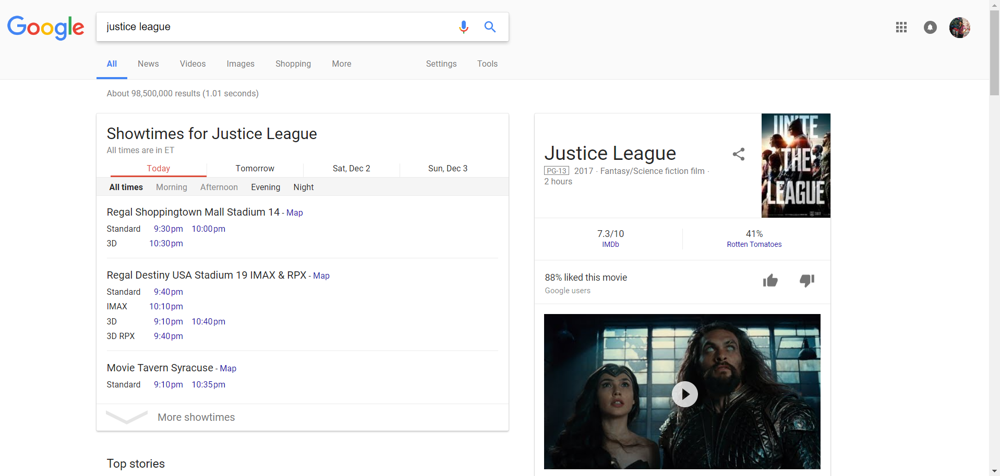 Google
justice league
All News Videos Images Shopping More Settings Tools
About 98,500,000 results (1.01 seconds)
Showtimes for Justice League
All times are in ET
Today Tomorrow Sat, Dec 2 Sun, Dec 3
All times Morning Afternoon Evening Night
Regal Shoppingtown Mall Stadium 14 - Map
Standard 9:30pm 10:00pm
3D 10:30pm
Regal Destiny USA Stadium 19 IMAX & RPX - Map
Standard 9:40pm
IMAX 10:10pm
3D 9:10pm 10:40pm
3D RPX 9:40pm
Movie Tavern Syracuse - Map
Standard 9:10pm 10:35pm
More showtimes
Top stories
Justice League
PG-13 2017 · Fantasy/Science fiction film ·
2 hours
UNITE
THE
LEAGUE
7.3/10
IMDb
41%
Rotten Tomatoes
88% liked this movie
Google users